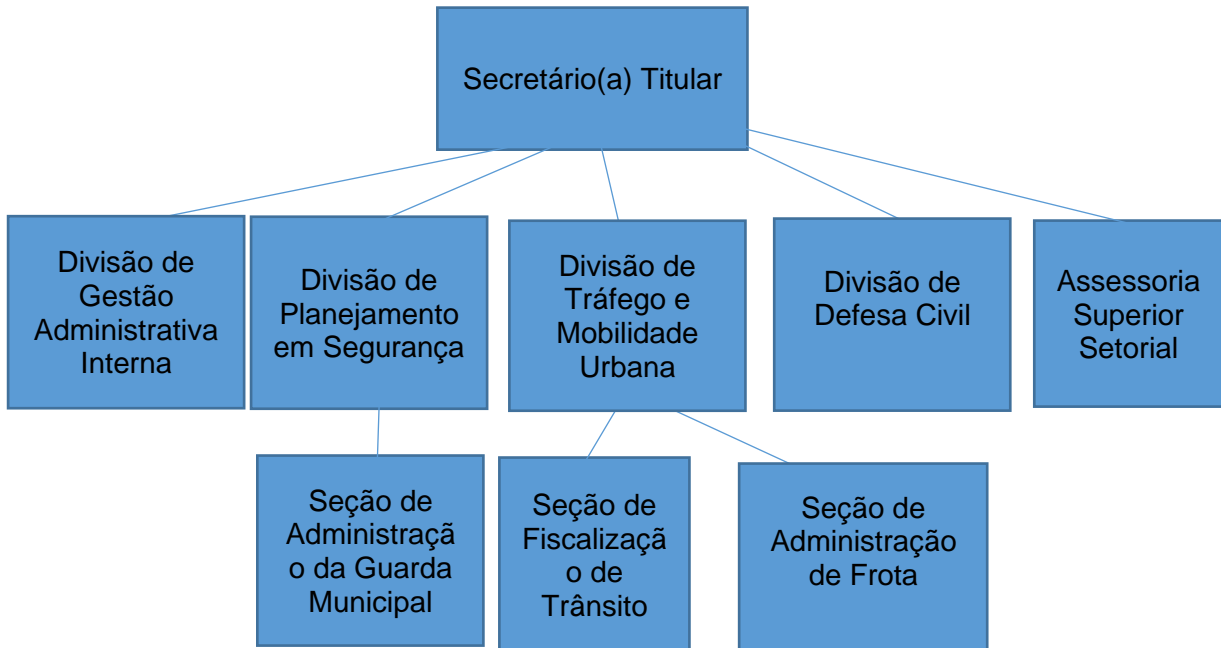 Secretário(a) Titular
Divisão de
Gestão
Administrativa
Interna
Divisão de
Planejamento
em Segurança
Divisão de
Tráfego e
Mobilidade
Urbana
Divisão de
Defesa Civil
Assessoria
Superior
Setorial
Seção de
Administraçã
o da Guarda
Municipal
Seção de
Fiscalizaçã
o de
Trânsito
Seção de
Administração
de Frota